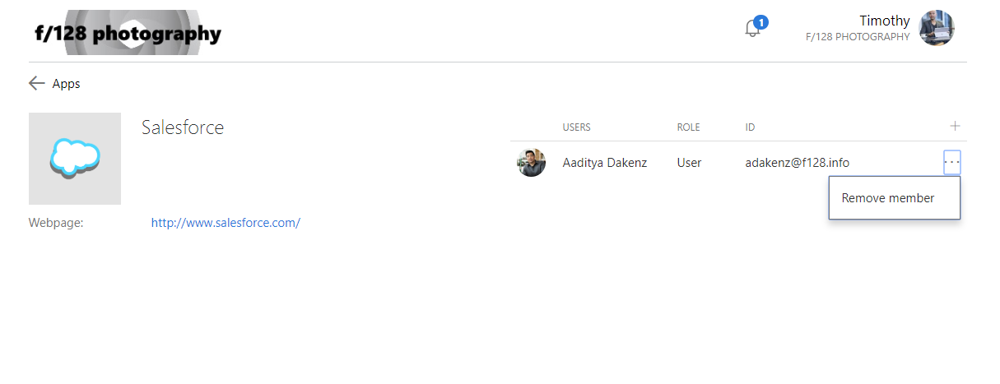 f/128 photography
1
Timothy
F/128 PHOTOGRAPHY
Apps
Salesforce
USERS ROLE ID
Aaditya Dakenz User adakenz@f128.info
Remove member
Webpage: http://www.salesforce.com/